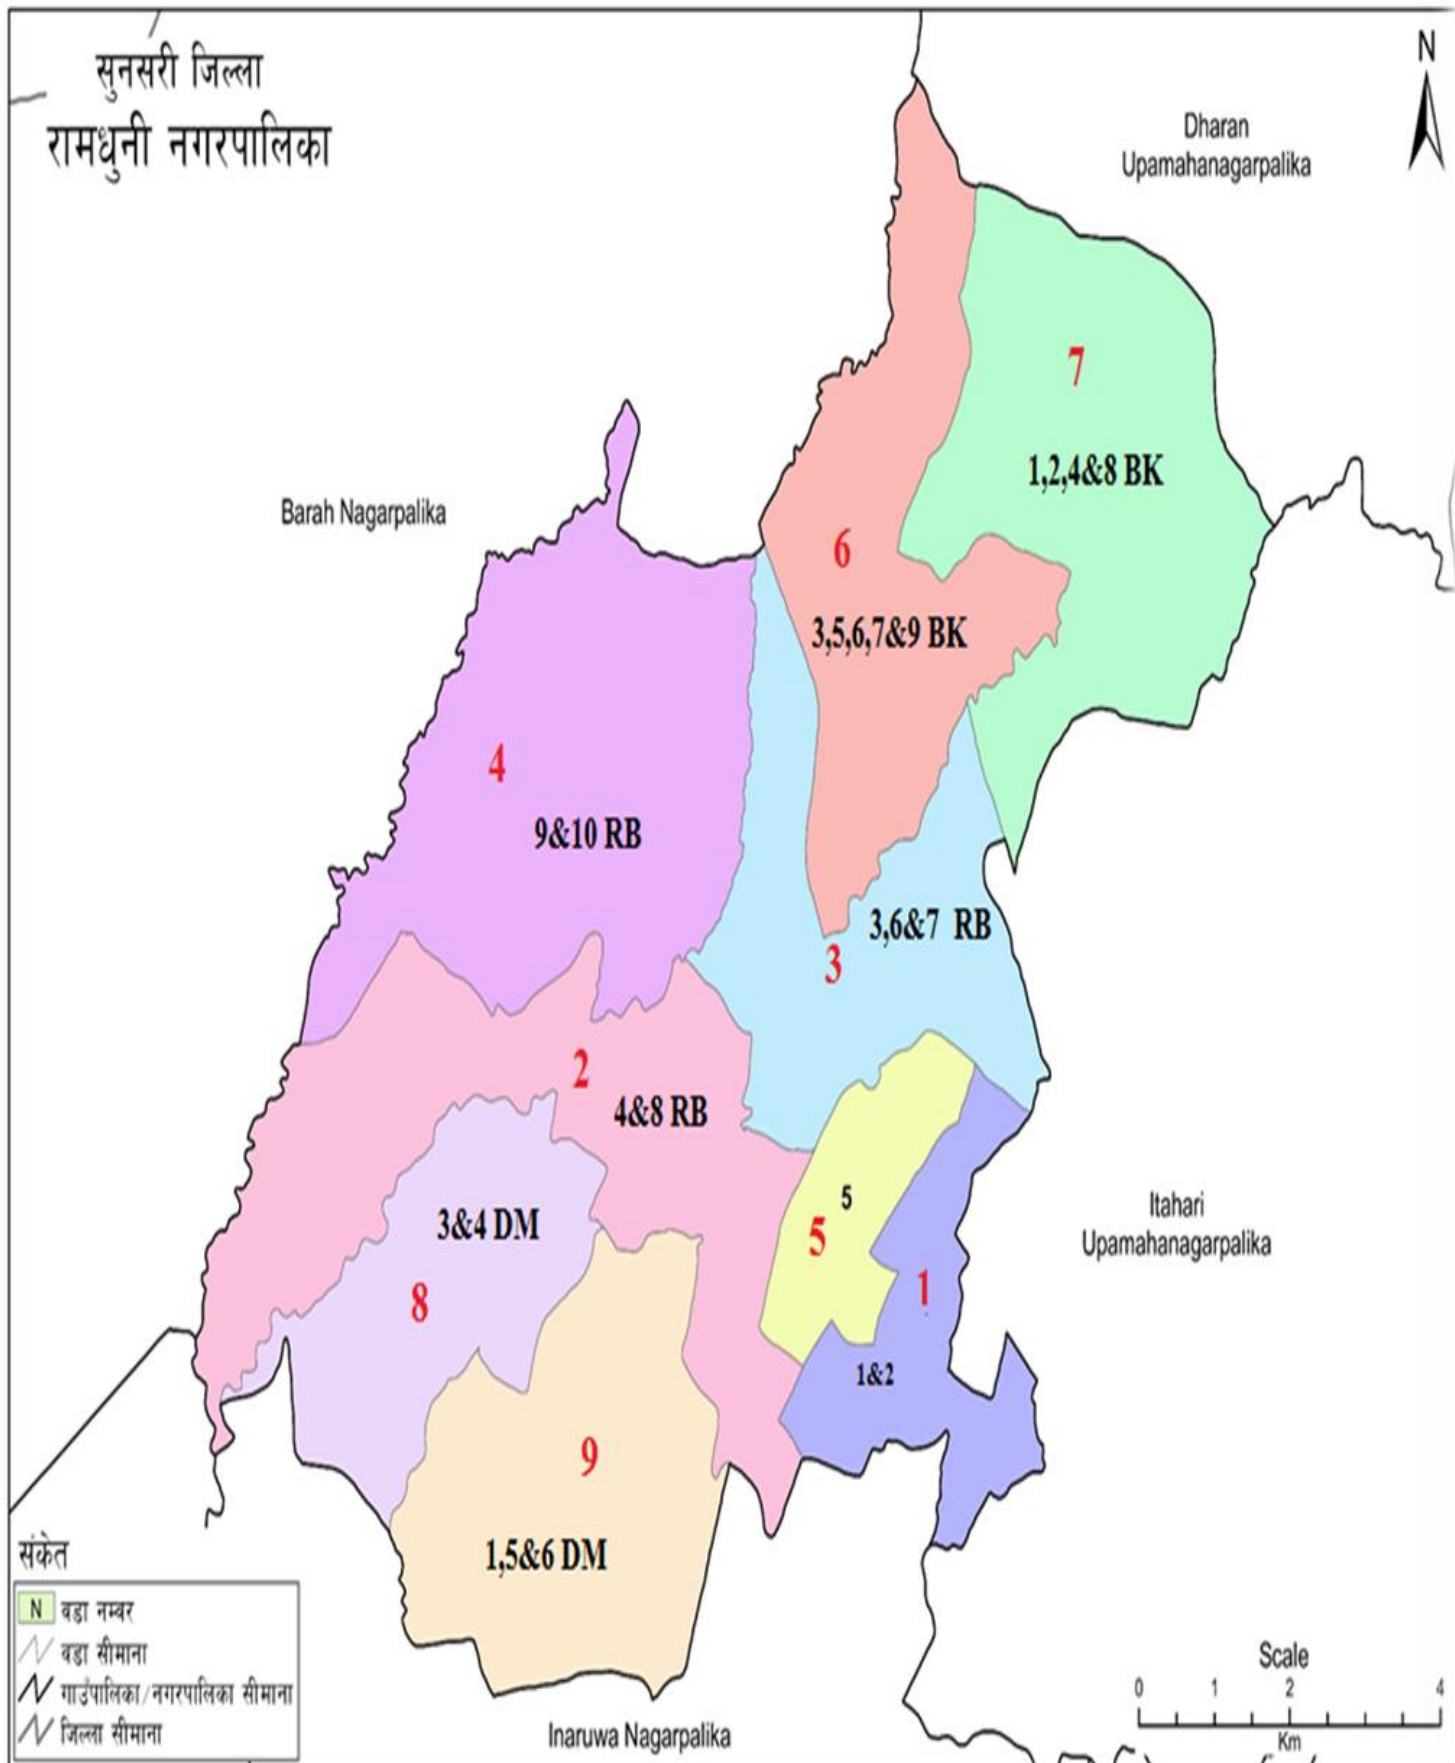 सुनसरी जिल्ला
रामधुनी नगरपालिका
N
Dharan
Upamahanagarpalika
7
1,2,4&8 BK
Barah Nagarpalika
6
3,5,6,7&9 BK
4
9&10 RB
3,6&7 RB
3
2
4&8 RB
3&4 DM
8
5
5
Itahari
Upamahanagarpalika
1
1&2
9
1,5&6 DM
संकेत
N वडा नम्बर
वडा सीमाना
गाउँपालिका/नगरपालिका सीमाना
जिल्ला सीमाना
Inaruwa Nagarpalika
Scale
0 1 2 4
Km